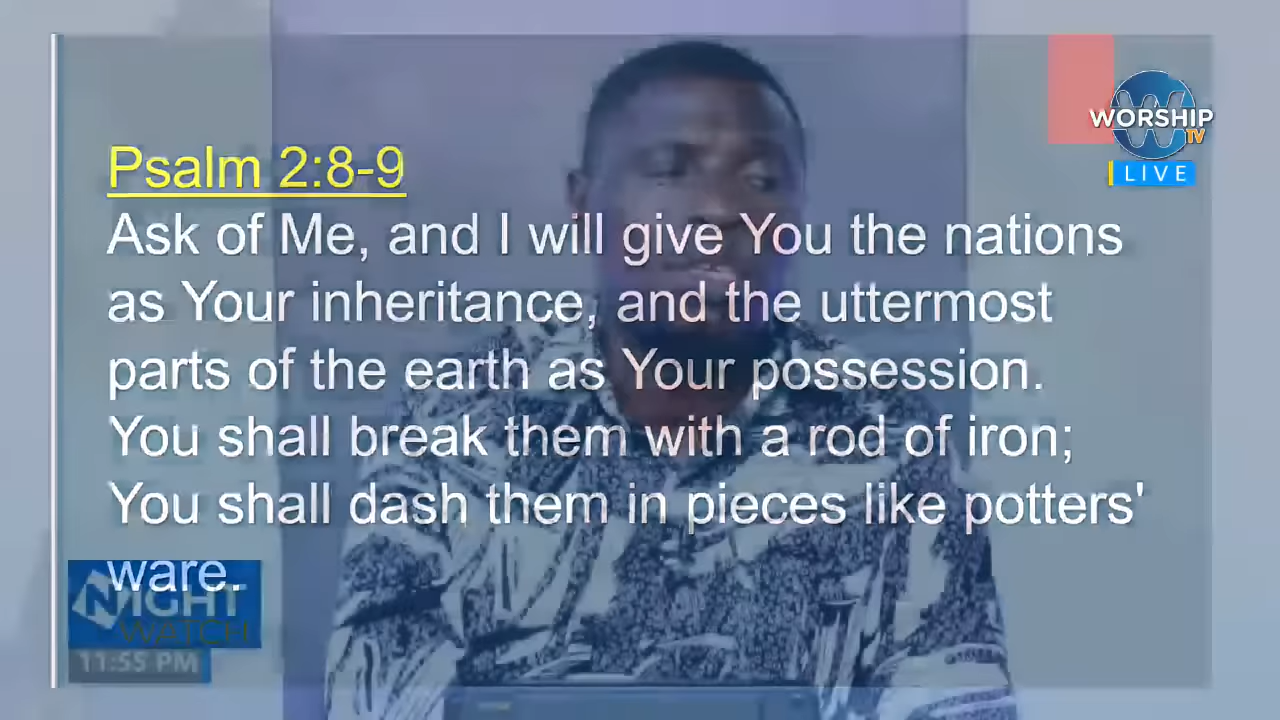 WORSHIP
TV
LIVE
Psalm 2:8-9
Ask of Me, and I will give You the nations
as Your inheritance, and the uttermost
parts of the earth as Your possession.
You shall break them with a rod of iron;
You shall dash them in pieces like potters'
ware.
NIGHT
WATCH
11:55 PM